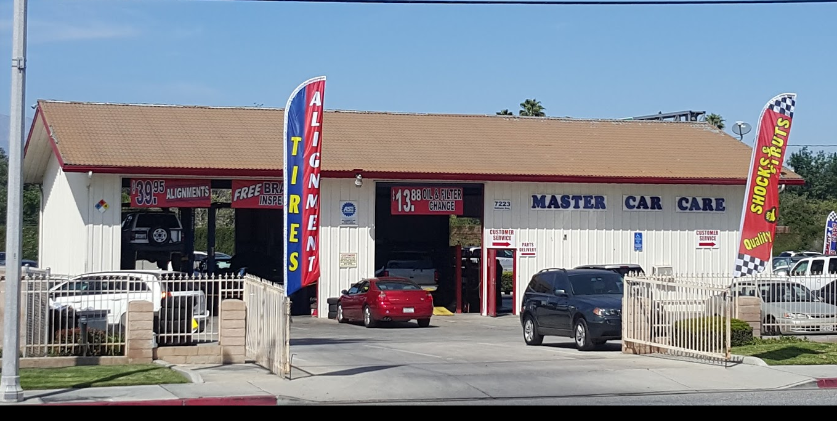 $39.95 ALIGNMENTS
FREE BRA
INSPEC
$13.88 OIL & FILTER
CHANGE
TIRES
ALIGNMENT
7223
MASTER CAR CARE
CUSTOMER
SERVICE
PARTS
DELIVERY
CUSTOMER
SERVICE
SHOCKS &
STRUTS
Quality